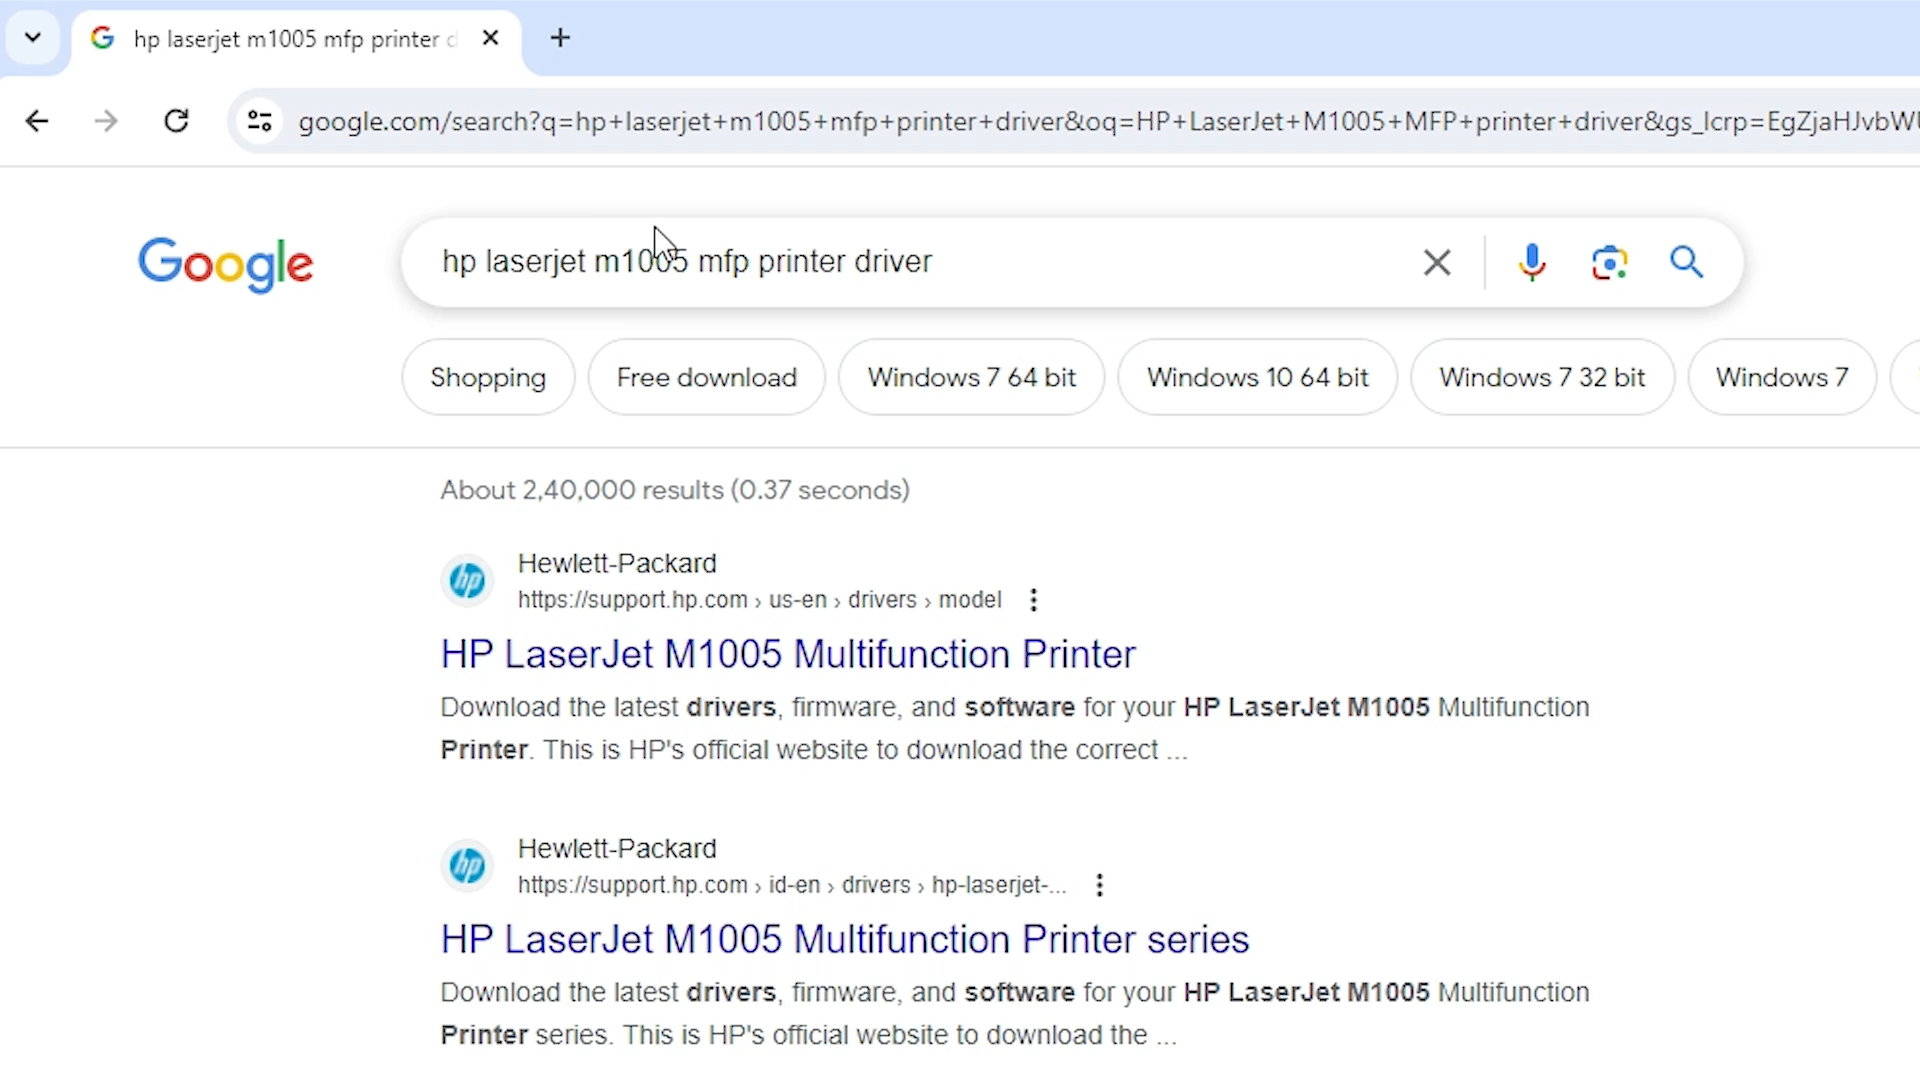 hp laserjet m1005 mfp printer d
google.com/search?q=hp+laserjet+m1005+mfp+printer+driver&oq=HP+LaserJet+M1005+MFP+printer+driver&gs_lcrp=EgZjaHJvbWU
Google
hp laserjet m1005 mfp printer driver
Shopping
Free download
Windows 7 64 bit
Windows 10 64 bit
Windows 7 32 bit
Windows 7
About 2,40,000 results (0.37 seconds)
hp
Hewlett-Packard
https://support.hp.com › us-en › drivers › model
HP LaserJet M1005 Multifunction Printer
Download the latest drivers, firmware, and software for your HP LaserJet M1005 Multifunction
Printer. This is HP's official website to download the correct ...
hp
Hewlett-Packard
https://support.hp.com › id-en › drivers › hp-laserjet-...
HP LaserJet M1005 Multifunction Printer series
Download the latest drivers, firmware, and software for your HP LaserJet M1005 Multifunction
Printer series. This is HP's official website to download the ...